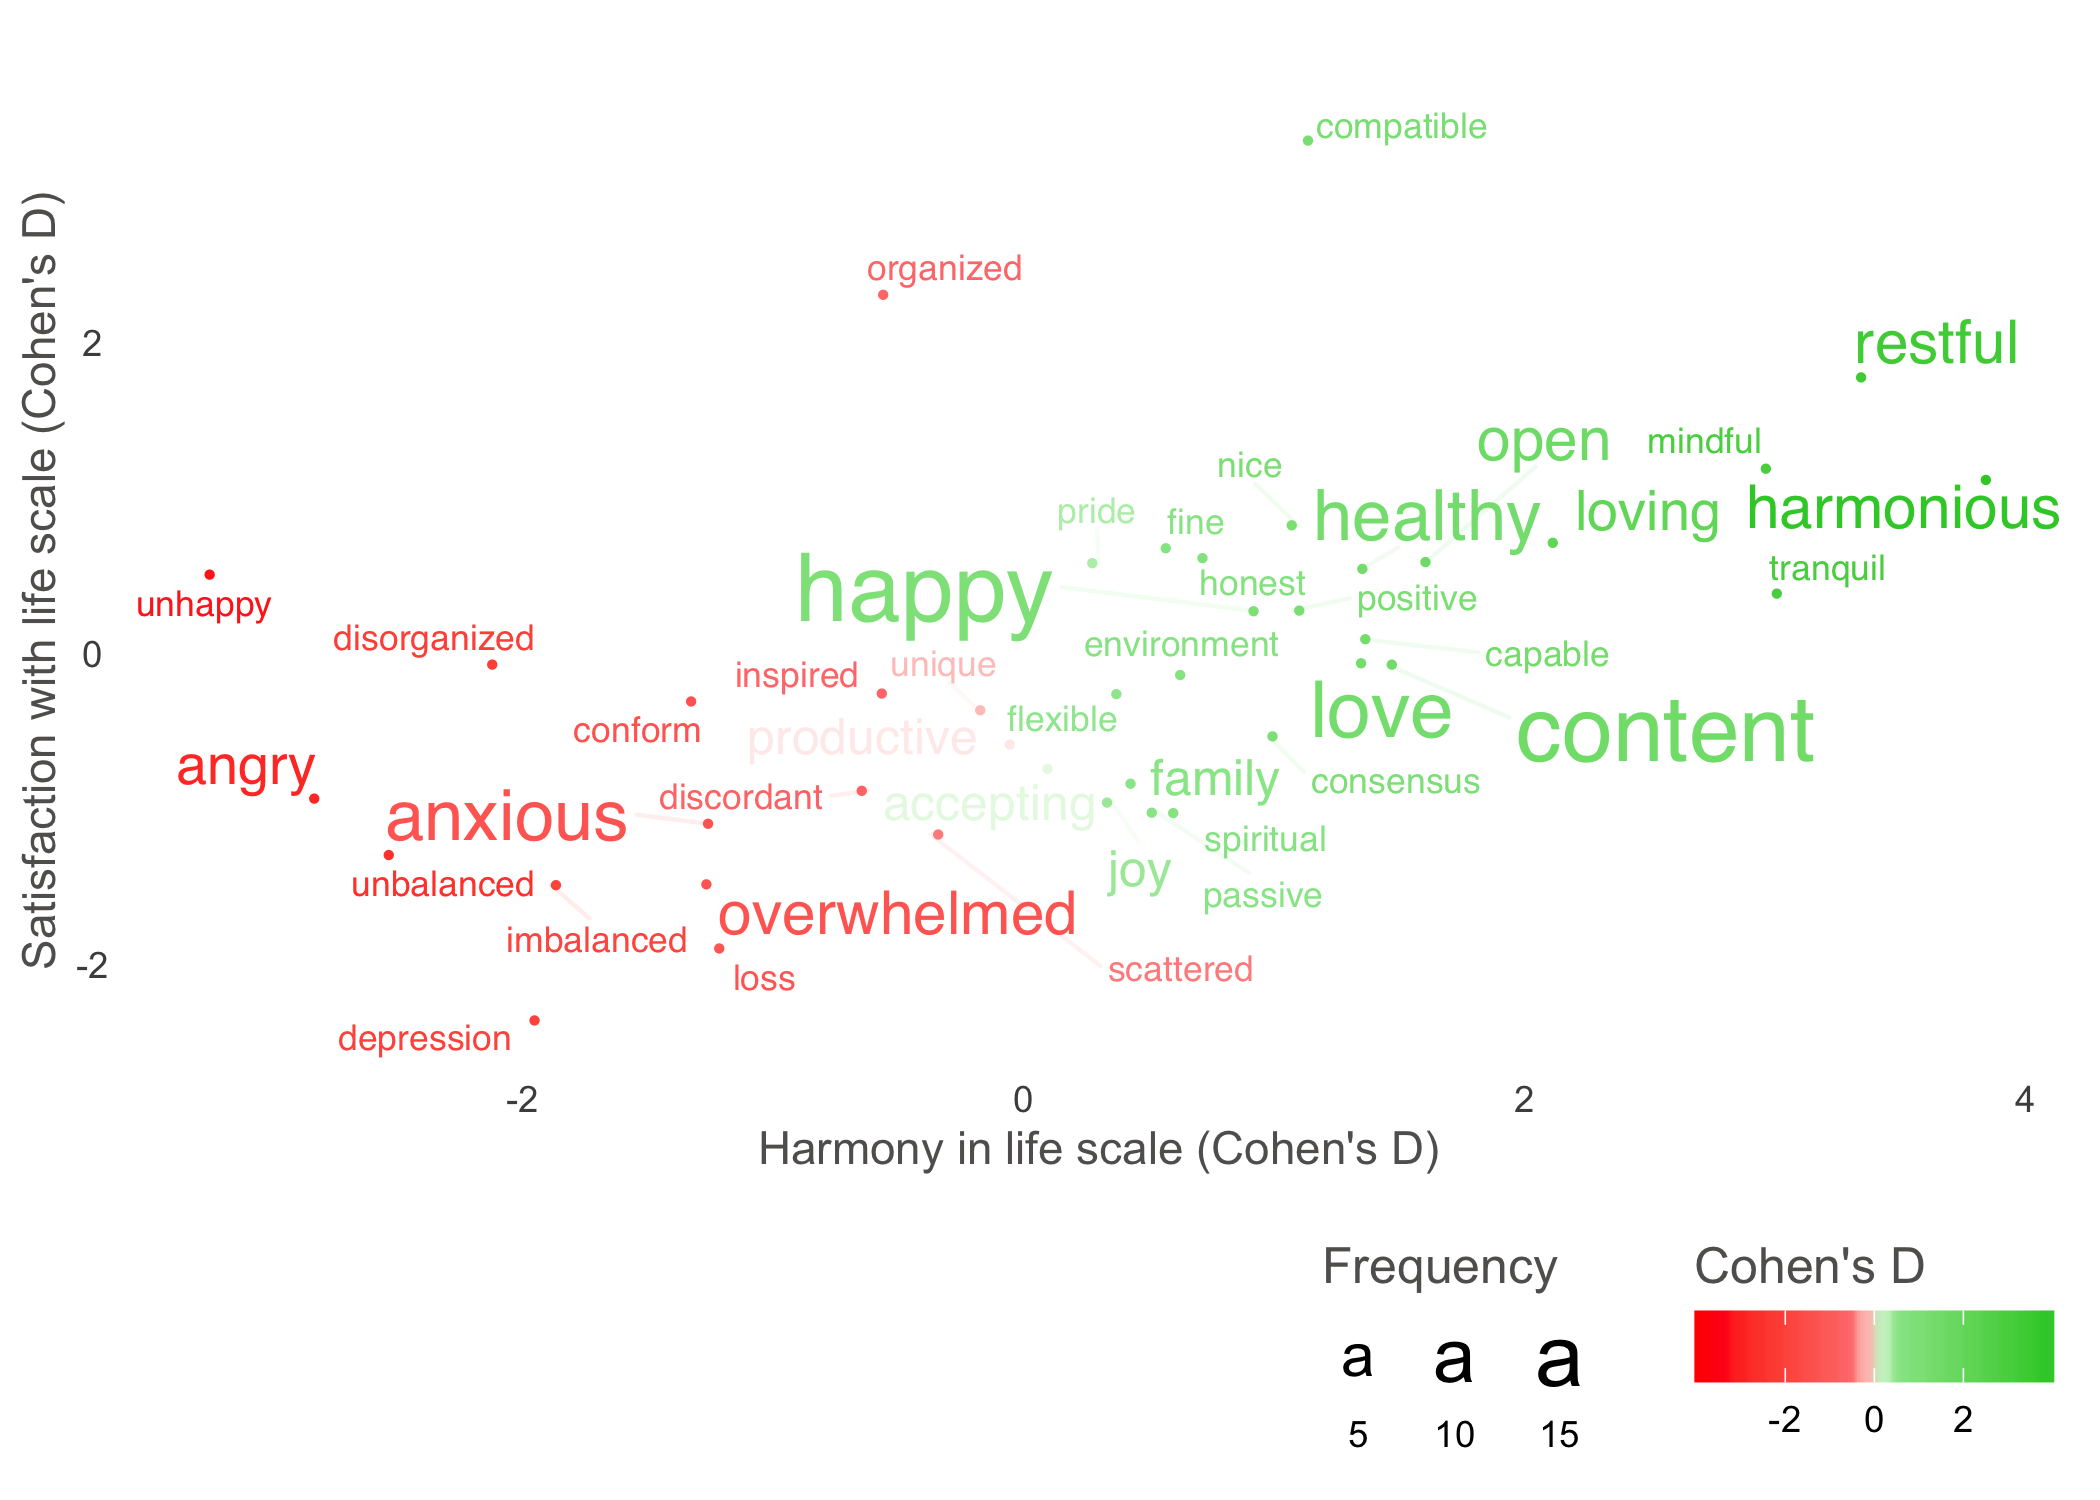 compatible
organized
restful
open
mindful
nice
healthy
loving
harmonious
pride
fine
happy
honest
positive
tranquil
unhappy
disorganized
environment
capable
inspired
unique
conform
productive
flexible
love
content
angry
family
consensus
discordant
accepting
anxious
spiritual
joy
unbalanced
passive
overwhelmed
imbalanced
scattered
loss
depression
Satisfaction with life scale (Cohen's D)
2
0
-2
-2 0 2 4
Harmony in life scale (Cohen's D)
Frequency
a a a
5 10 15
Cohen's D
-2 0 2